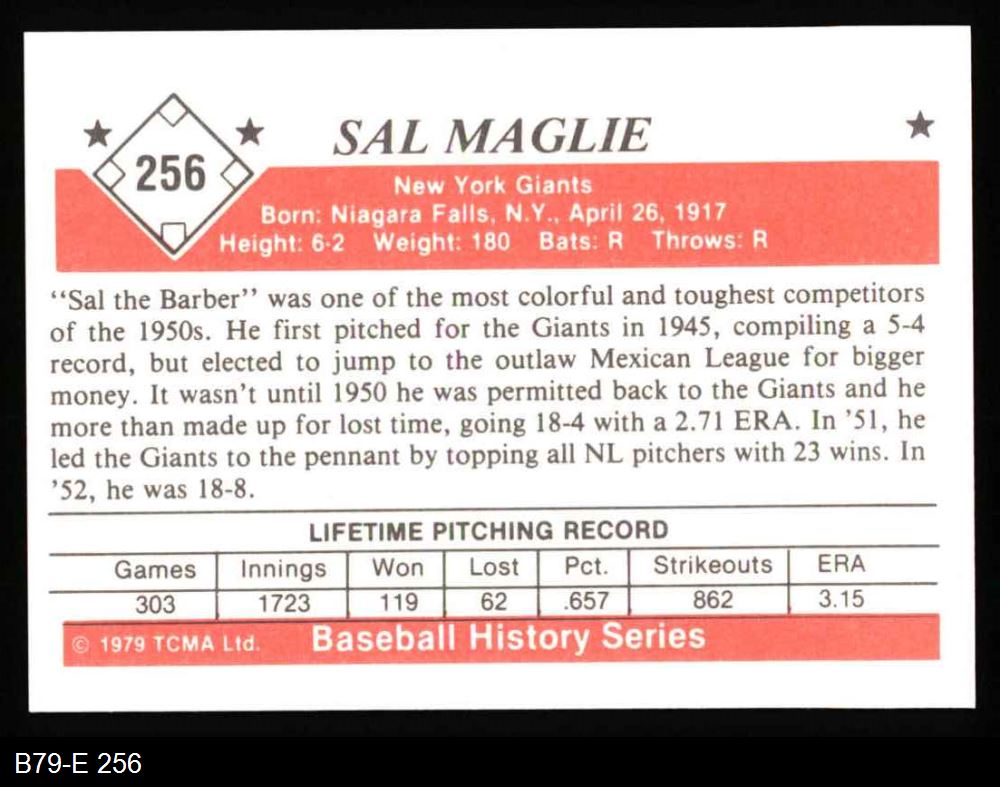 256
SAL MAGLIE
New York Giants
Born: Niagara Falls, N.Y., April 26, 1917
Height: 6-2 Weight: 180 Bats: R Throws: R
“Sal the Barber” was one of the most colorful and toughest competitors
of the 1950s. He first pitched for the Giants in 1945, compiling a 5-4
record, but elected to jump to the outlaw Mexican League for bigger
money. It wasn't until 1950 he was permitted back to the Giants and he
more than made up for lost time, going 18-4 with a 2.71 ERA. In '51, he
led the Giants to the pennant by topping all NL pitchers with 23 wins. In
'52, he was 18-8.
LIFETIME PITCHING RECORD
Games Innings Won Lost Pct. Strikeouts ERA
303 1723 119 62 .657 862 3.15
© 1979 TCMA Ltd. Baseball History Series
B79-E 256